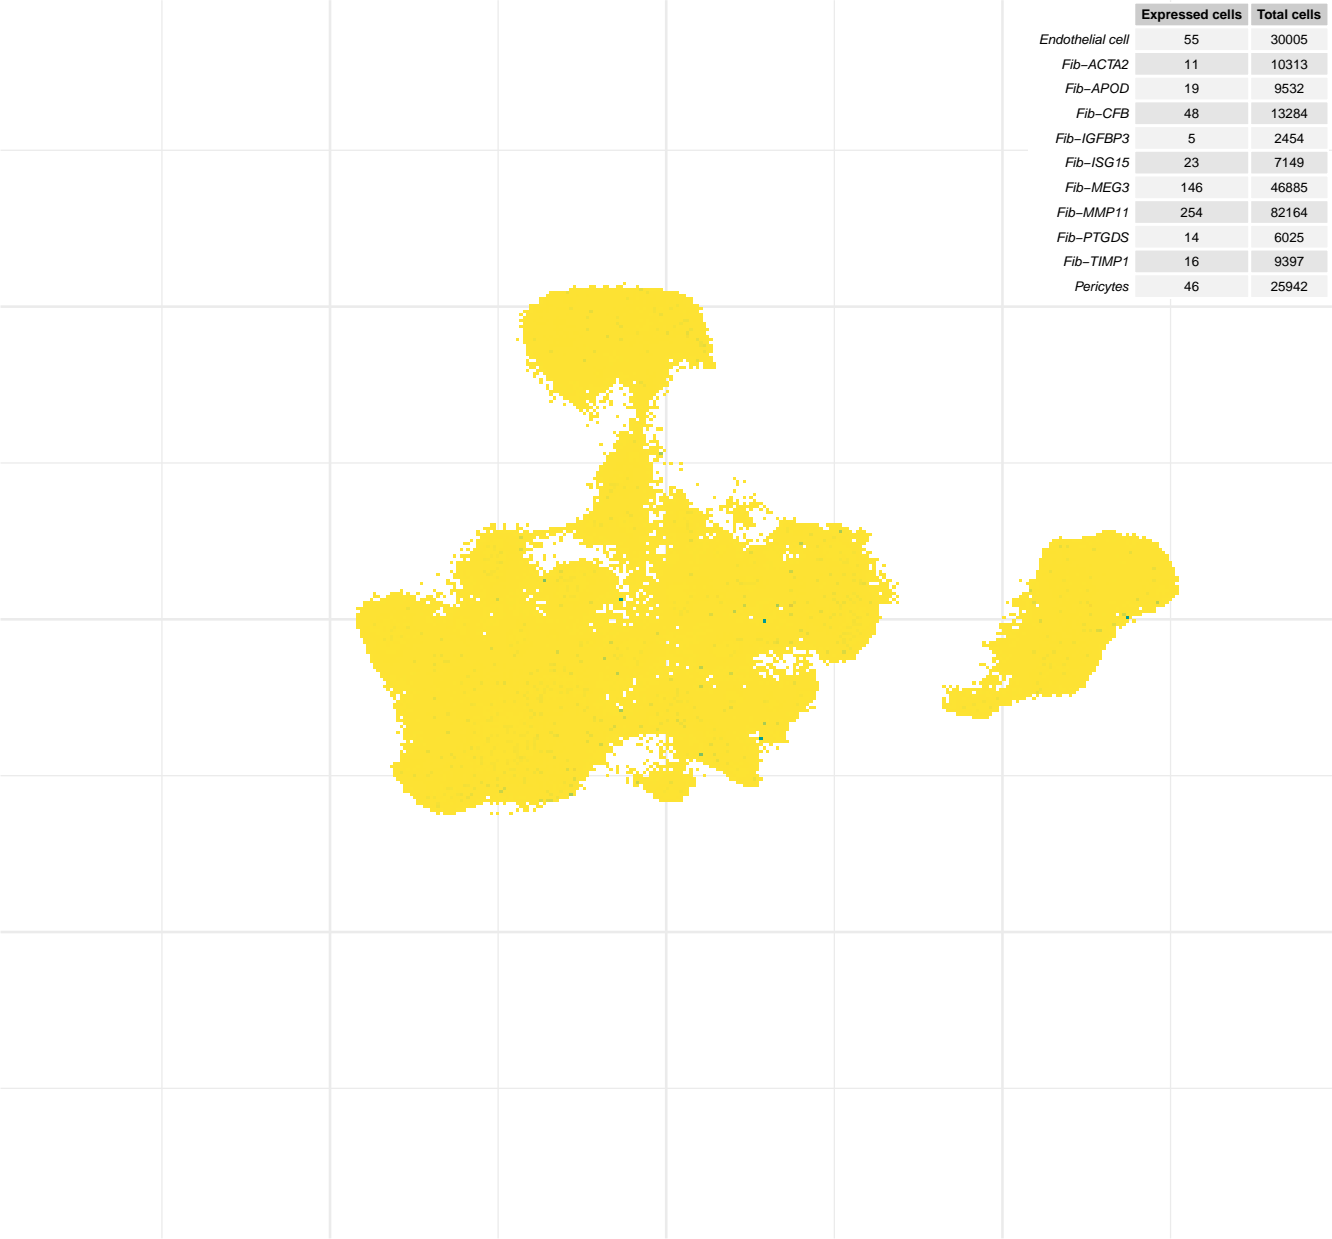 Expressed cells Total cells
Endothelial cell 55 30005
Fib−ACTA2 11 10313
Fib−APOD 19 9532
Fib−CFB 48 13284
Fib−IGFBP3 5 2454
Fib−ISG15 23 7149
Fib−MEG3 146 46885
Fib−MMP11 254 82164
Fib−PTGDS 14 6025
Fib−TIMP1 16 9397
Pericytes 46 25942